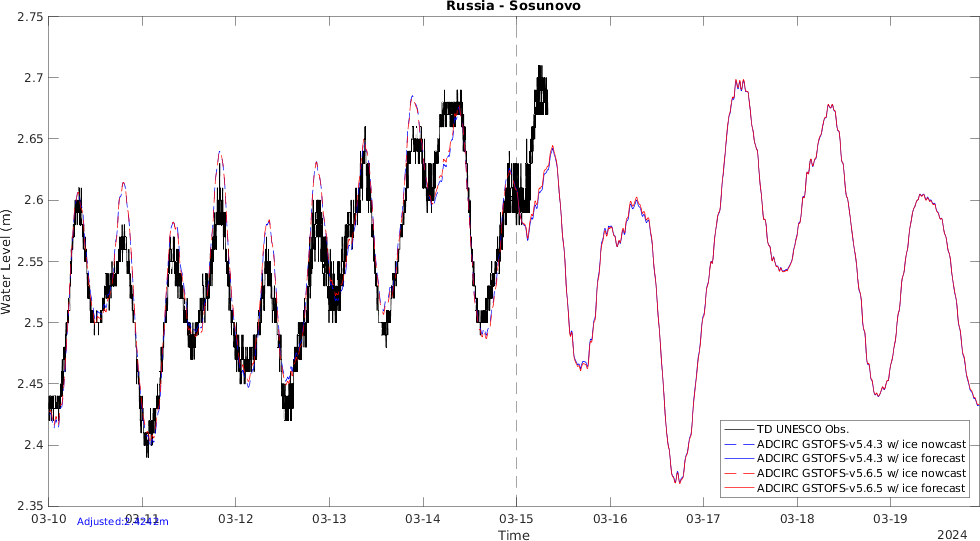 Russia - Sosunovo
2.75
2.7
2.65
2.6
2.55
2.5
2.45
2.4
2.35
Water Level (m)
TD UNESCO Obs.
ADCIRC GSTOFS-v5.4.3 w/ ice nowcast
ADCIRC GSTOFS-v5.4.3 w/ ice forecast
ADCIRC GSTOFS-v5.6.5 w/ ice nowcast
ADCIRC GSTOFS-v5.6.5 w/ ice forecast
03-10 03-11 03-12 03-13 03-14 03-15 03-16 03-17 03-18 03-19
Adjusted:2.4242m
Time
2024